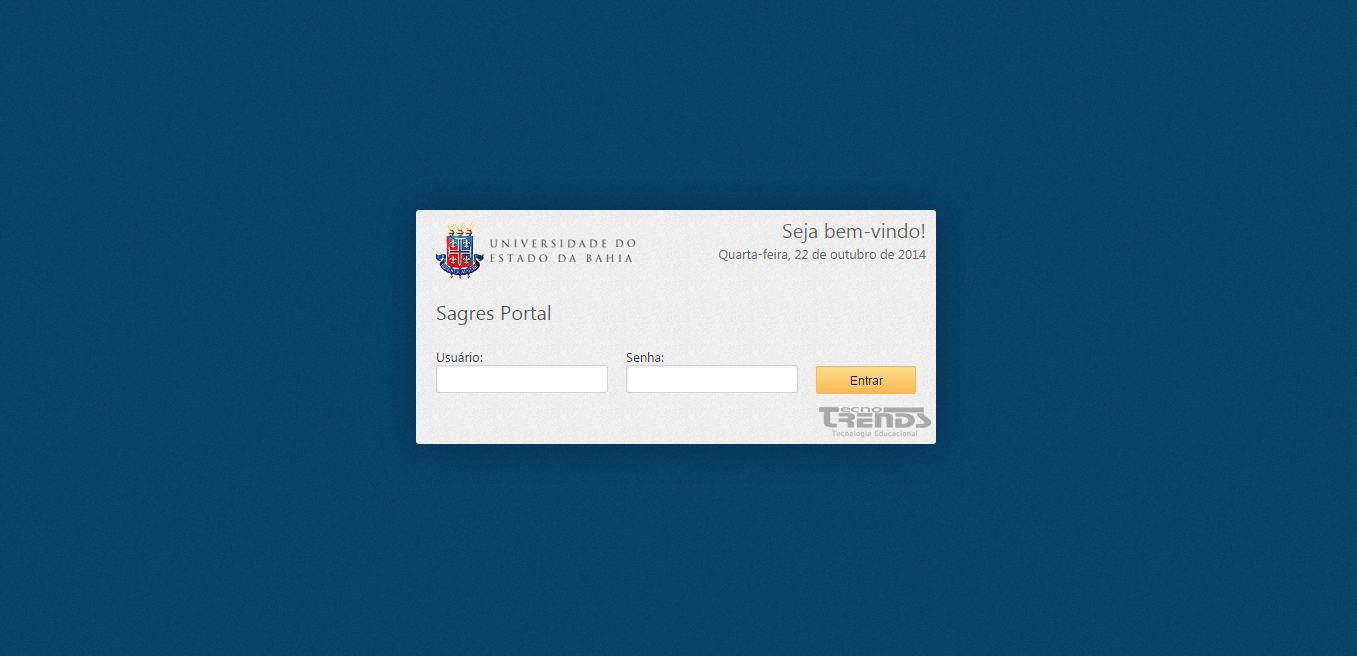 UNIVERSIDADE DO
ESTADO DA BAHIA
Seja bem-vindo!
Quarta-feira, 22 de outubro de 2014
Sagres Portal
Usuário:
Senha:
Entrar
Tecno
TRENDS
Tecnologia Educacional